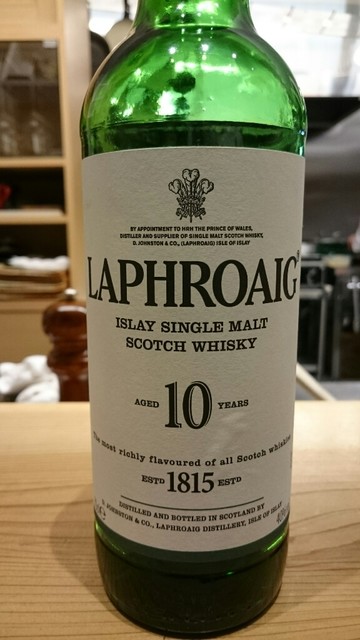 BY APPOINTMENT TO HRH THE PRINCE OF WALES,
DISTILLER AND SUPPLIER OF SINGLE MALT SCOTCH WHISKY,
D. JOHNSTON & CO., (LAPHROAIG) ISLE OF ISLAY
LAPHROAIG®
ISLAY SINGLE MALT
SCOTCH WHISKY
AGED 10 YEARS
The most richly flavoured of all Scotch whiskies
ESTD 1815 ESTD
DISTILLED AND BOTTLED IN SCOTLAND BY
D. JOHNSTON & CO., LAPHROAIG DISTILLERY, ISLE OF ISLAY